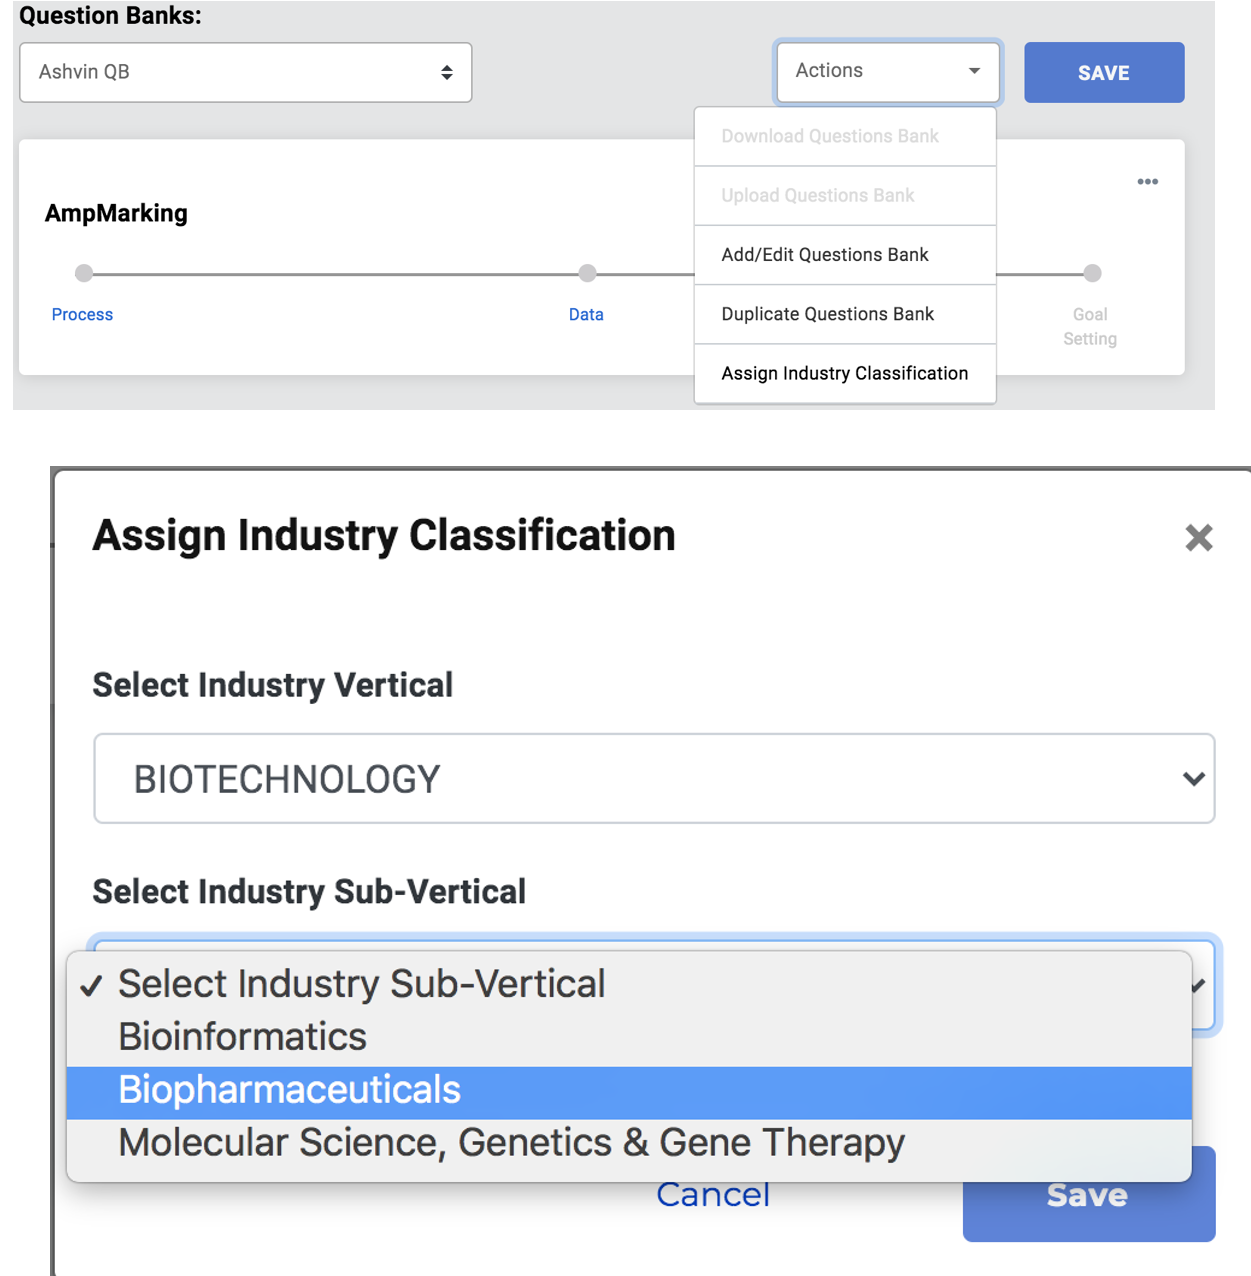 Question Banks:
Ashvin QB
Actions
SAVE
Download Questions Bank
Upload Questions Bank
Add/Edit Questions Bank
Duplicate Questions Bank
Assign Industry Classification
AmpMarking
Process
Data
Goal
Setting
Assign Industry Classification
Select Industry Vertical
BIOTECHNOLOGY
Select Industry Sub-Vertical
Select Industry Sub-Vertical
Bioinformatics
Biopharmaceuticals
Molecular Science, Genetics & Gene Therapy
Cancel
Save